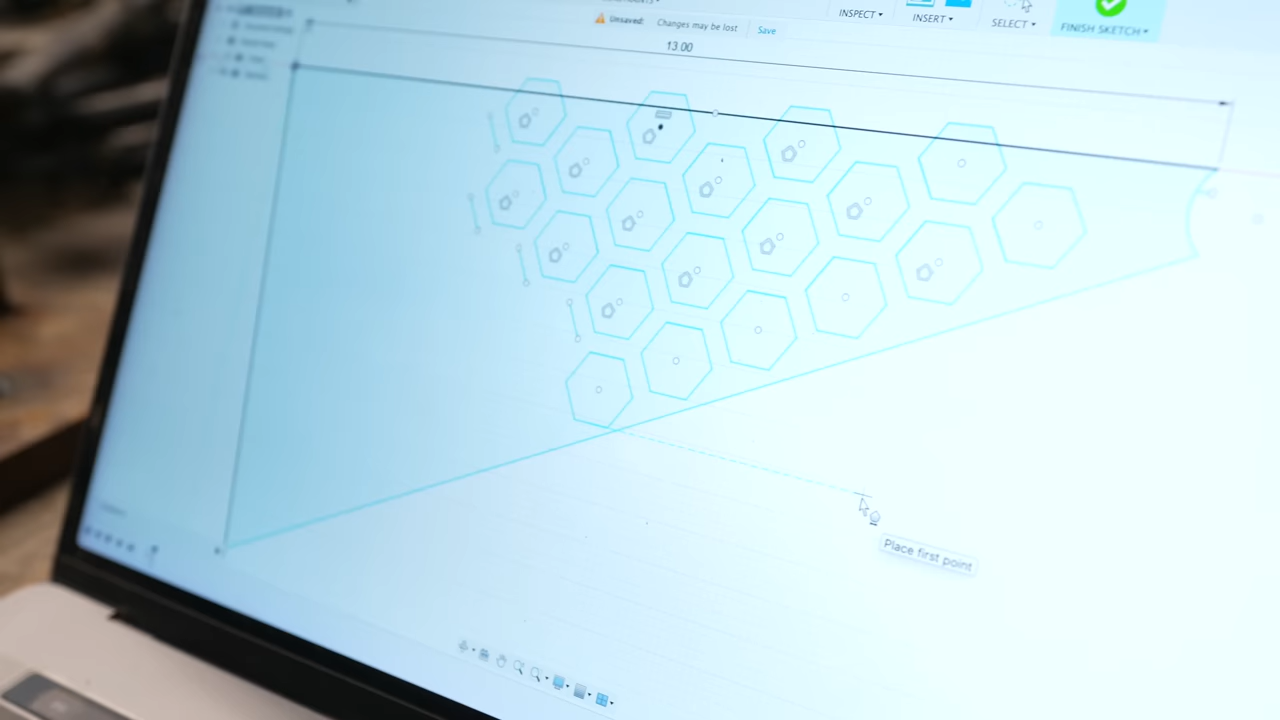 INSPECT
INSERT
SELECT
FINISH SKETCH
Unsaved: Changes may be lost Save
13.00
Place first point